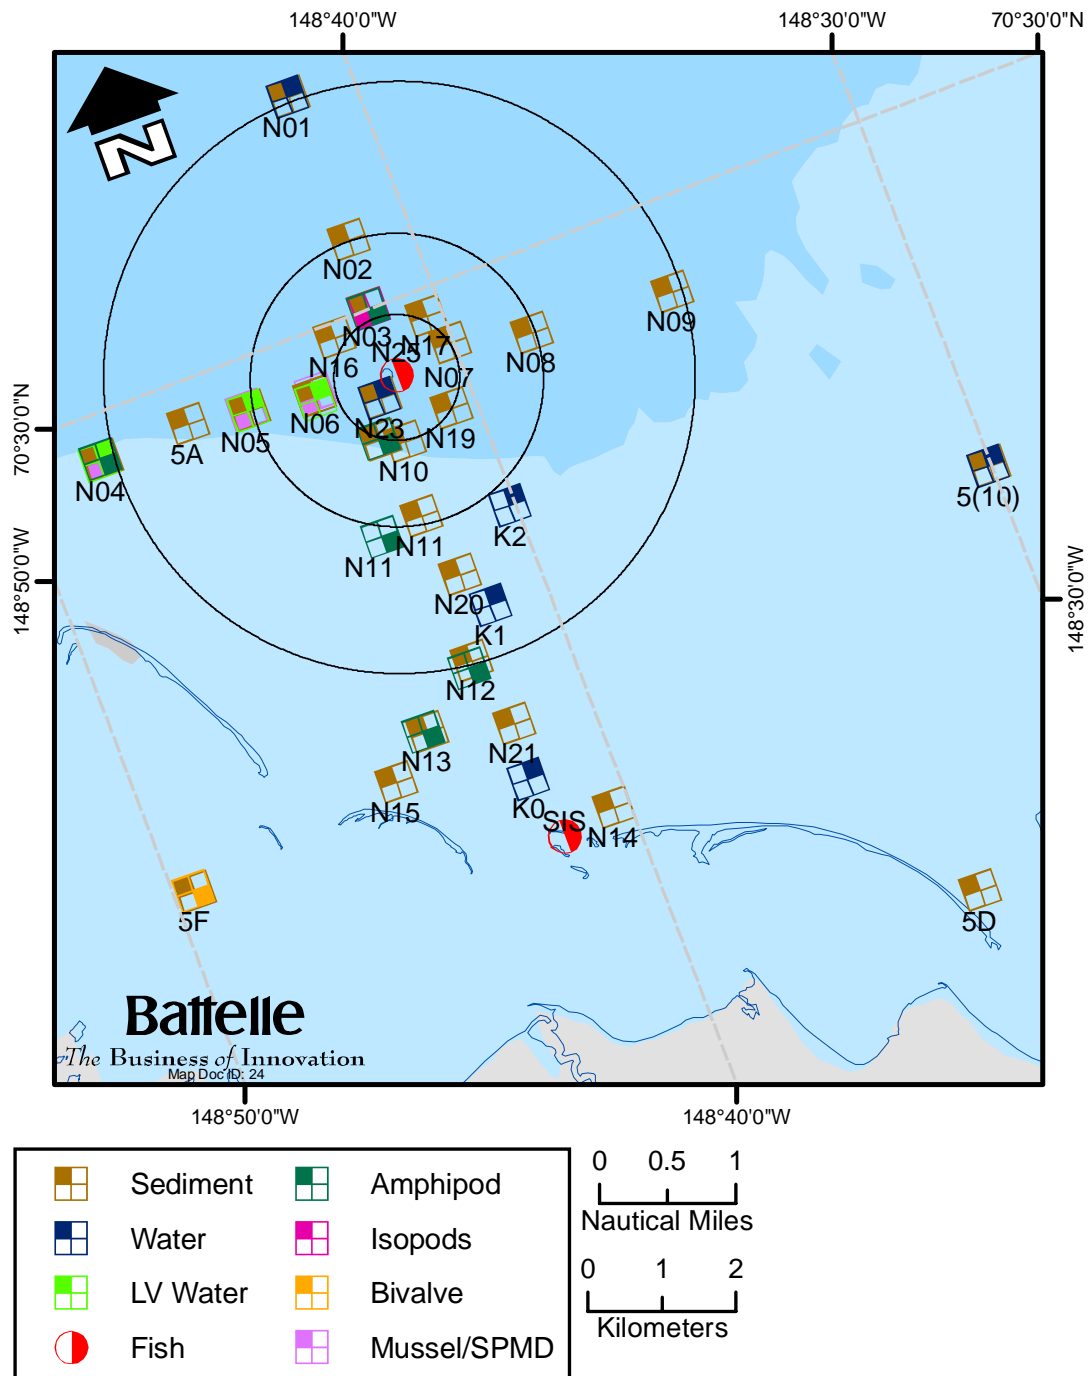 148°40'0"W
148°30'0"W
70°30'0"N
N
N01
N02
N03
N09
N17
N25
N16
N07
N08
N06
N05
5A
N23
N19
N10
N04
70°30'0"N
5(10)
K2
N11
N11
N20
K1
148°50'0"W
148°30'0"W
N12
N21
N13
K0
N15
SIS
N14
5F
5D
Battelle
The Business of Innovation
Map Doc ID: 24
148°50'0"W
148°40'0"W
Sediment
Amphipod
Water
Isopods
LV Water
Bivalve
Fish
Mussel/SPMD
0 0.5 1
Nautical Miles
0 1 2
Kilometers